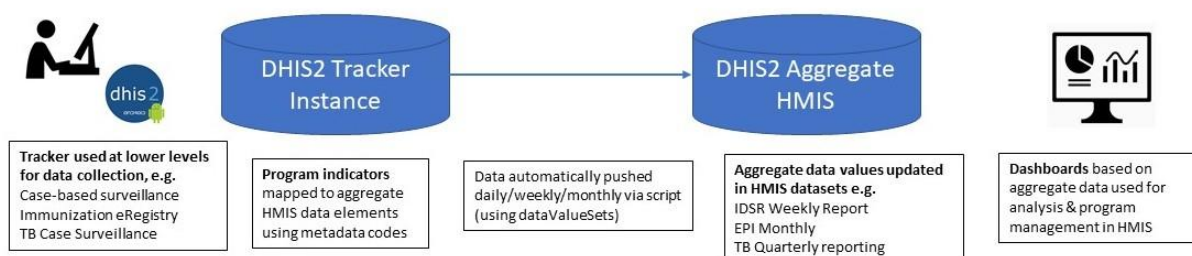 dhis2
ANDROID
DHIS2 Tracker
Instance
DHIS2 Aggregate
HMIS
Tracker used at lower levels
for data collection, e.g.
Case-based surveillance
Immunization eRegistry
TB Case Surveillance
Program indicators
mapped to aggregate
HMIS data elements
using metadata codes
Data automatically pushed
daily/weekly/monthly via script
(using dataValueSets)
Aggregate data values updated
in HMIS datasets e.g.
IDSR Weekly Report
EPI Monthly
TB Quarterly reporting
Dashboards based on
aggregate data used for
analysis & program
management in HMIS